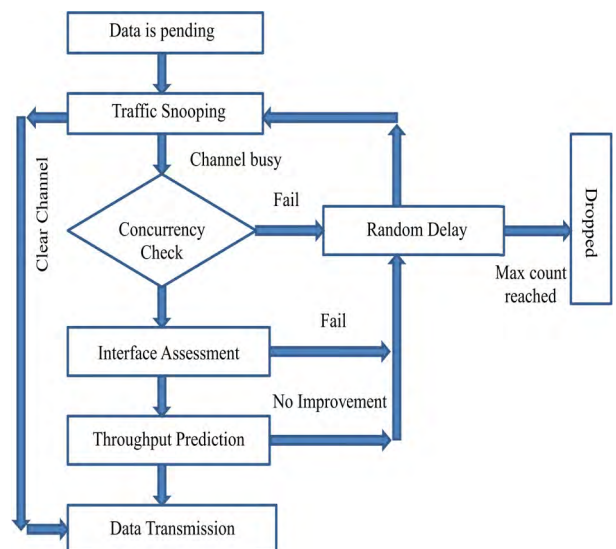 Data is pending
Traffic Snooping
Channel busy
Clear Channel
Concurrency
Check
Fail
Random Delay
Dropped
Max count
reached
Interface Assessment
Fail
No Improvement
Throughput Prediction
Data Transmission